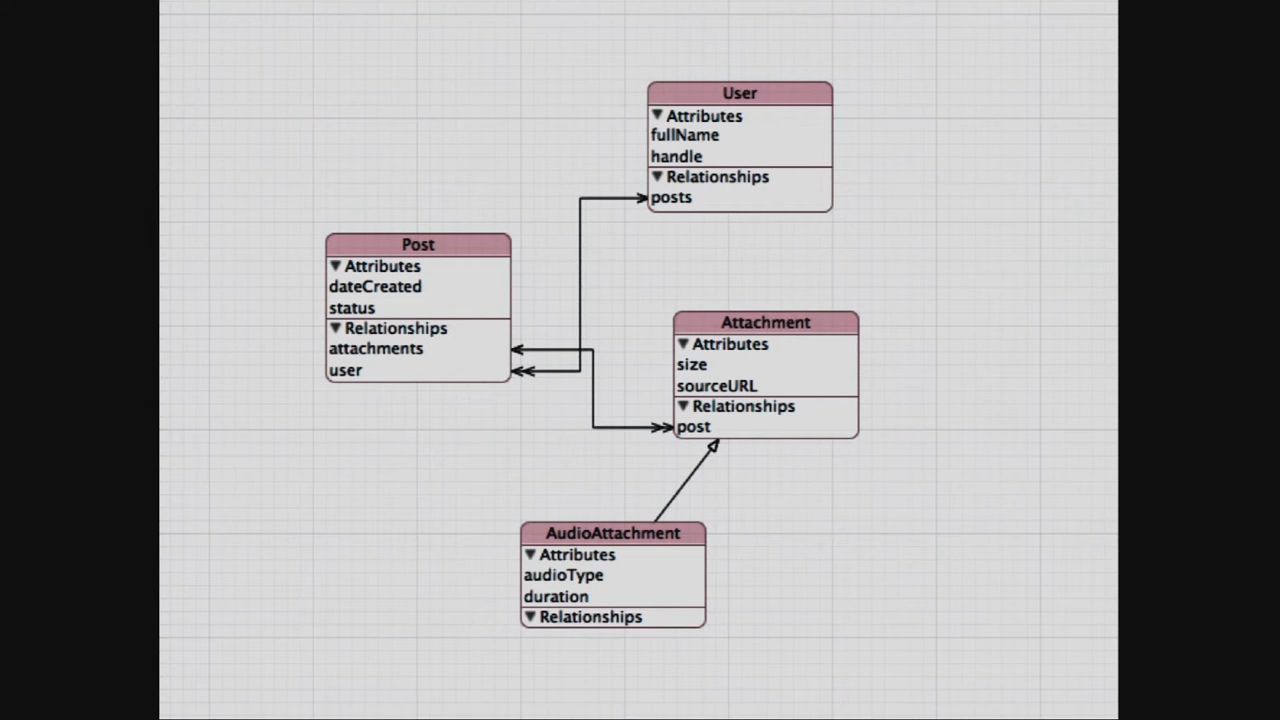 User
Attributes
fullName
handle
Relationships
posts
Post
Attributes
dateCreated
status
Relationships
attachments
user
Attachment
Attributes
size
sourceURL
Relationships
post
AudioAttachment
Attributes
audioType
duration
Relationships